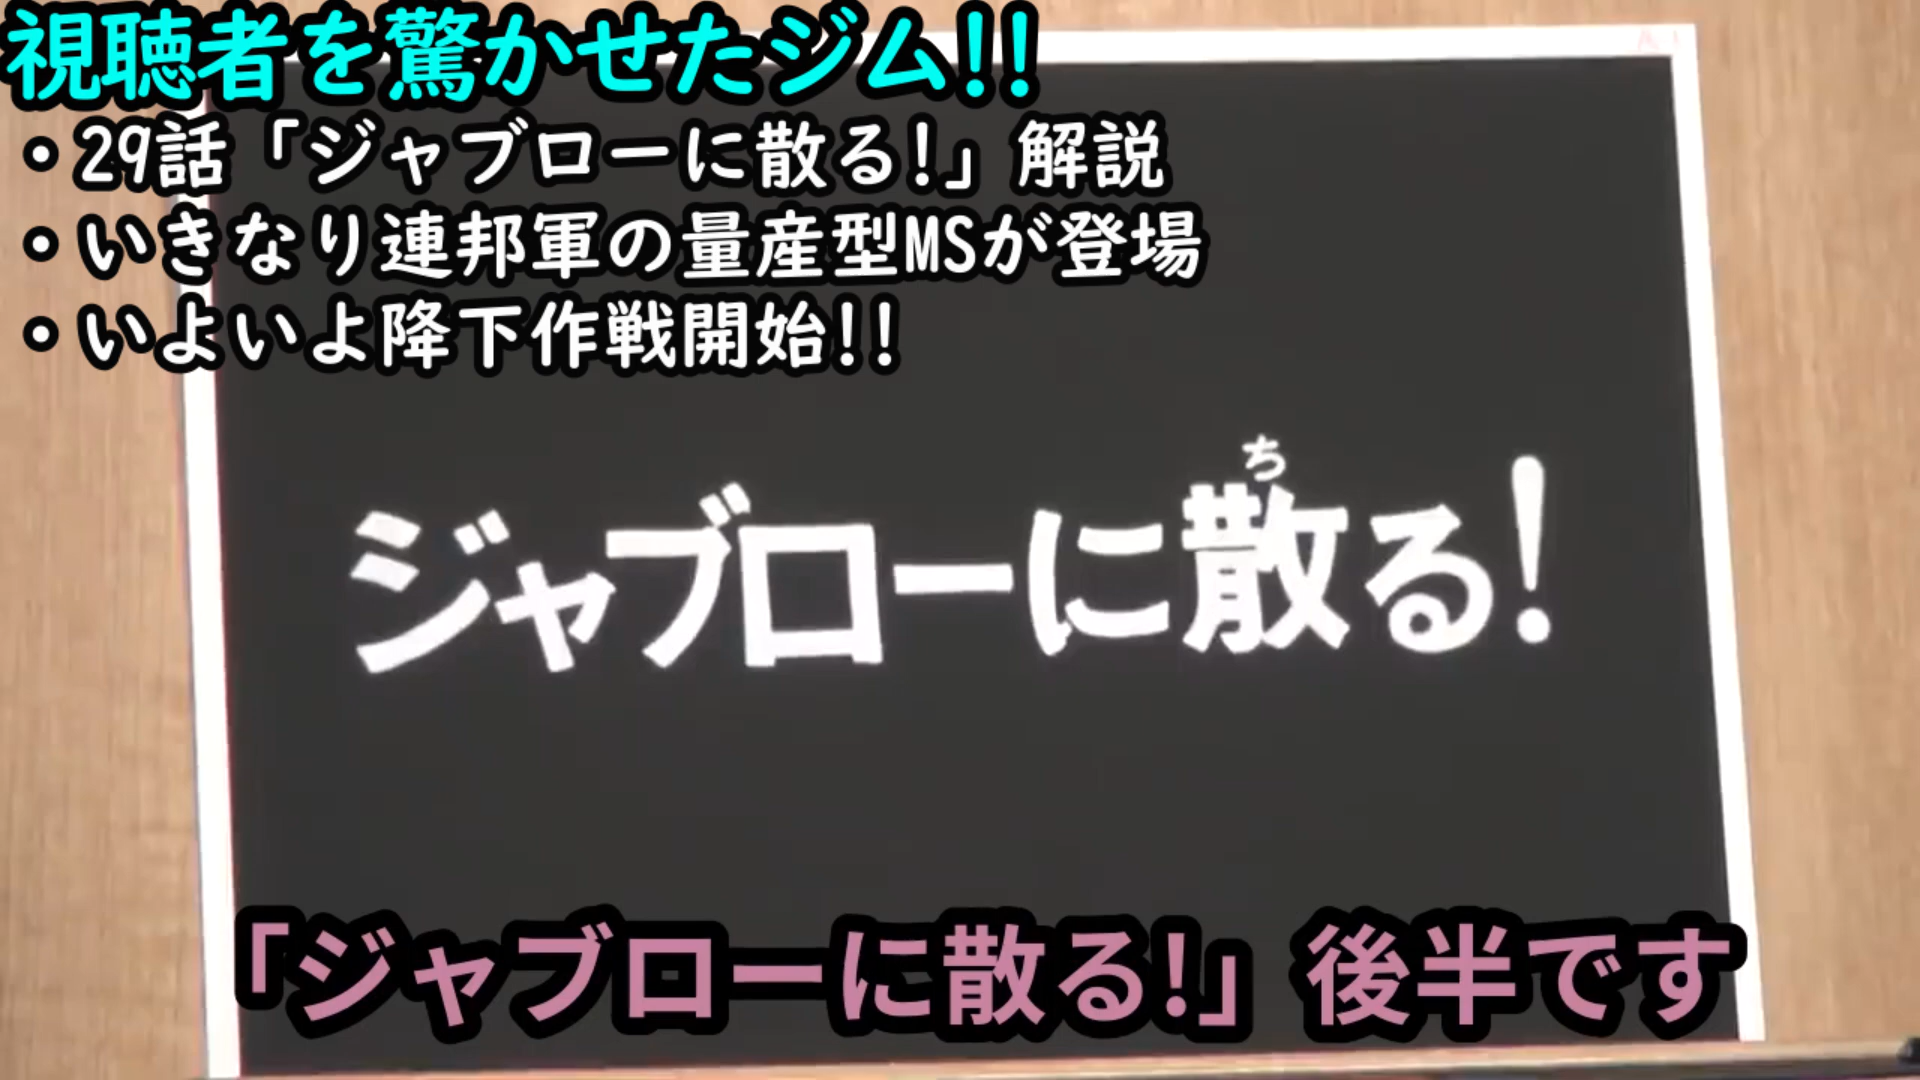 視聴者を驚かせたジム!!
・29話「ジャブローに散る!」解説
・いきなり連邦軍の量産型MSが登場
・いよいよ降下作戦開始!!
ち
ジャブローに散る!
「ジャブローに散る!」後半です